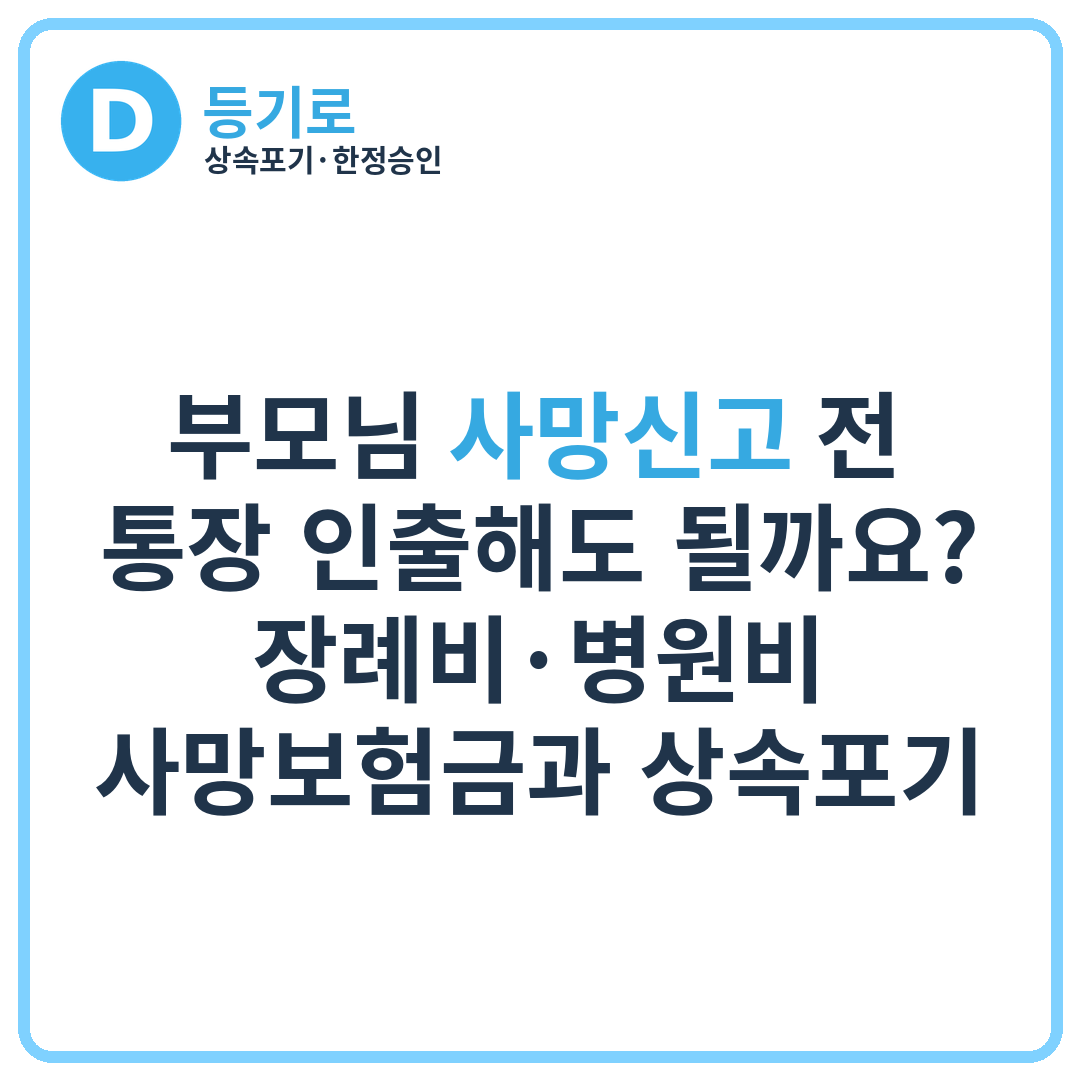 D
등기로
상속포기·한정승인
부모님 사망신고 전
통장 인출해도 될까요?
장례비·병원비
사망보험금과 상속포기